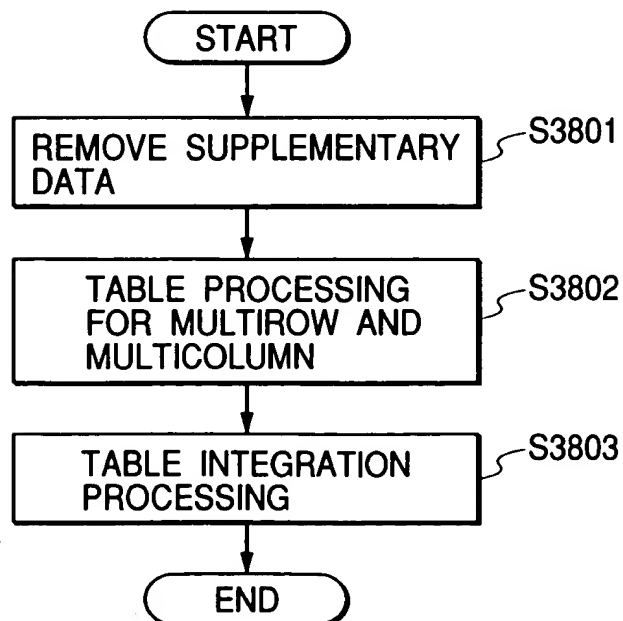 START
REMOVE SUPPLEMENTARY
DATA
S3801
TABLE PROCESSING
FOR MULTIROW AND
MULTICOLUMN
S3802
TABLE INTEGRATION
PROCESSING
S3803
END